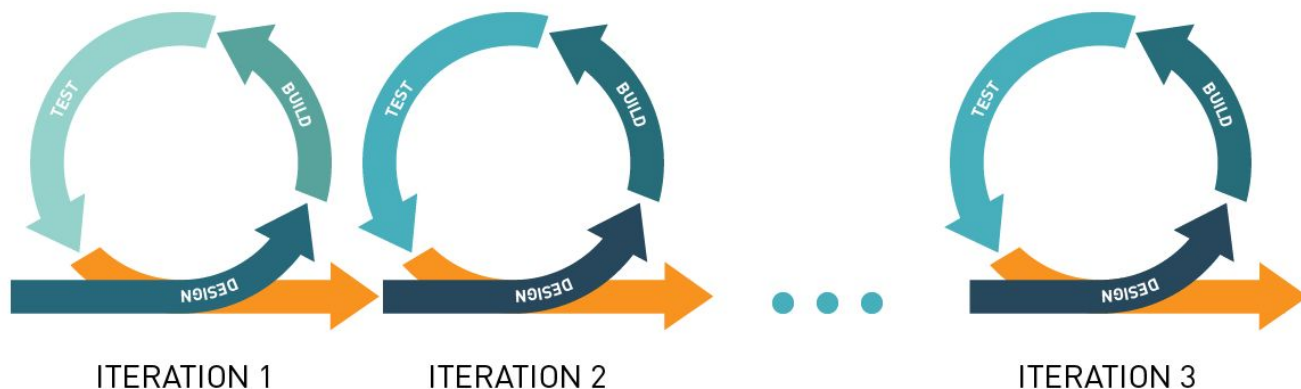 TEST
BUILD
DESIGN
ITERATION 1
TEST
BUILD
DESIGN
ITERATION 2
TEST
BUILD
DESIGN
ITERATION 3